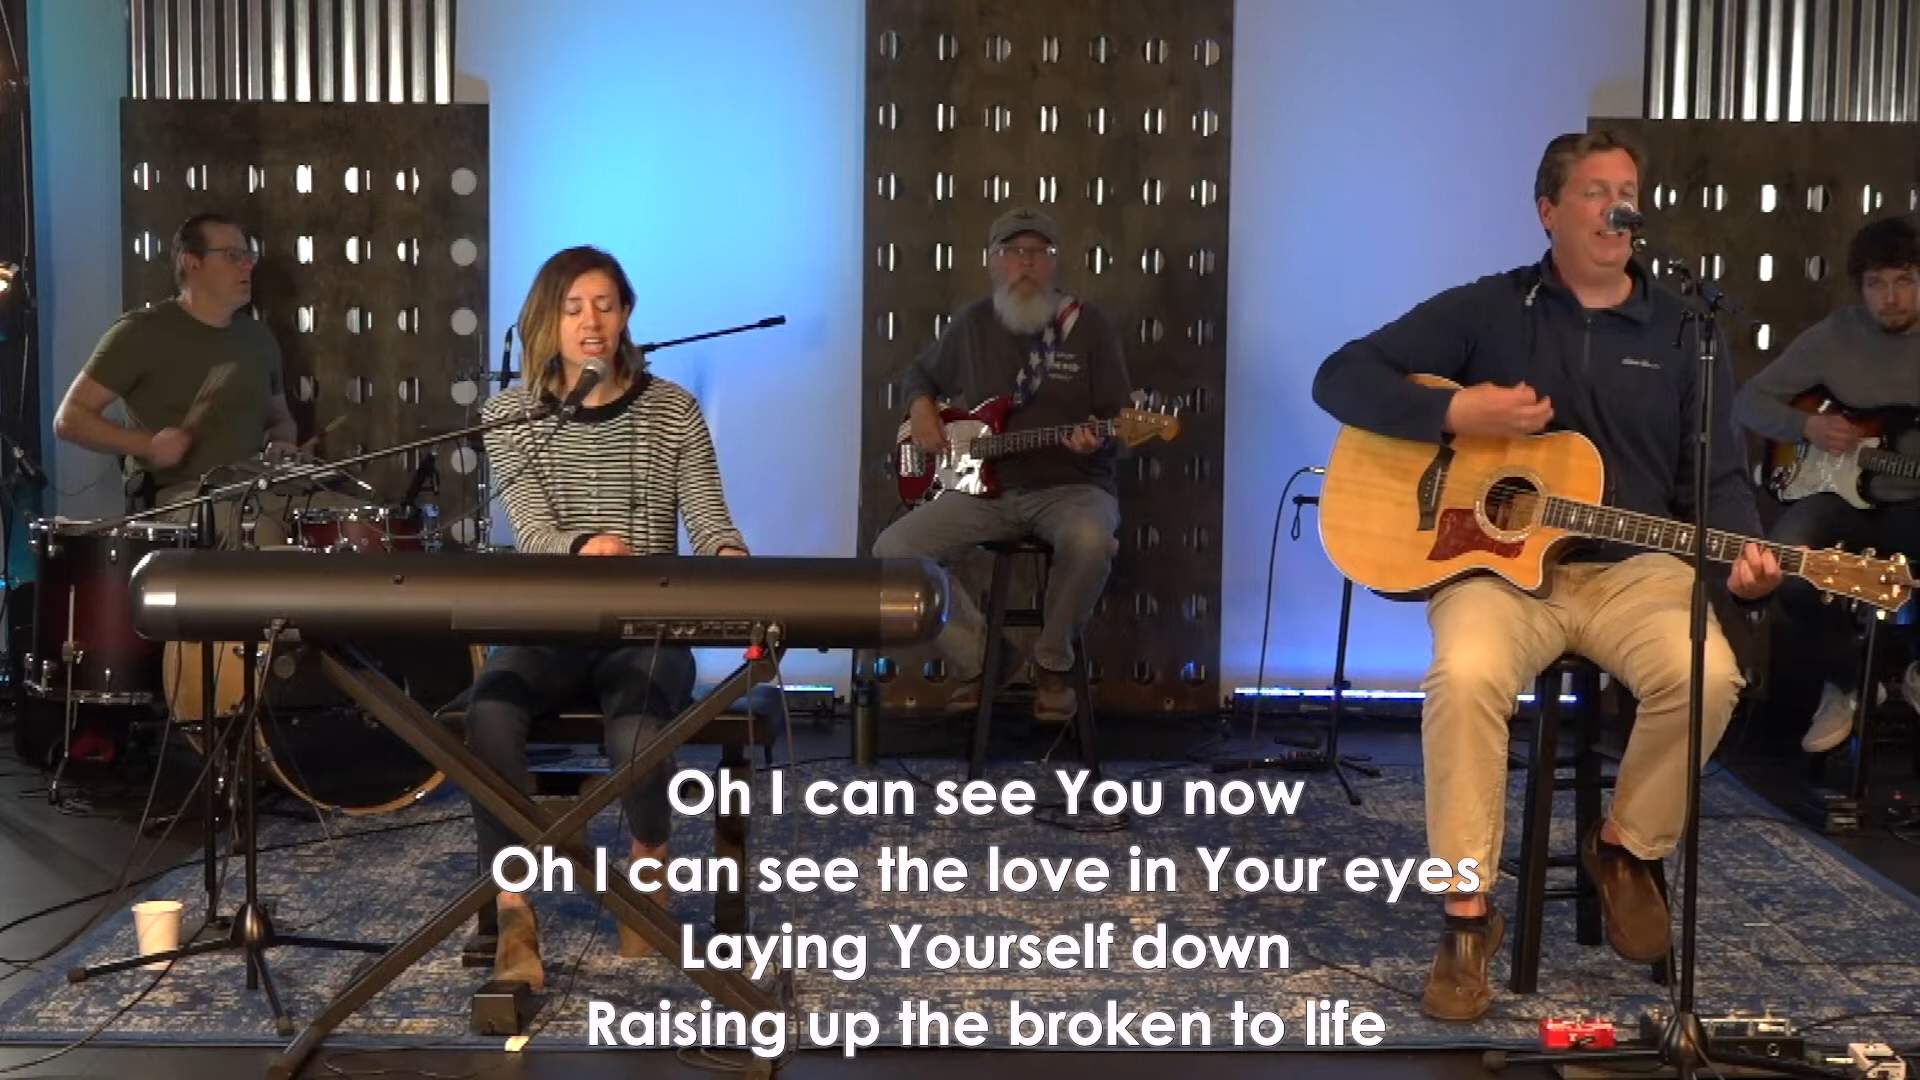 Oh I can see You now
Oh I can see the love in Your eyes
Laying Yourself down
Raising up the broken to life